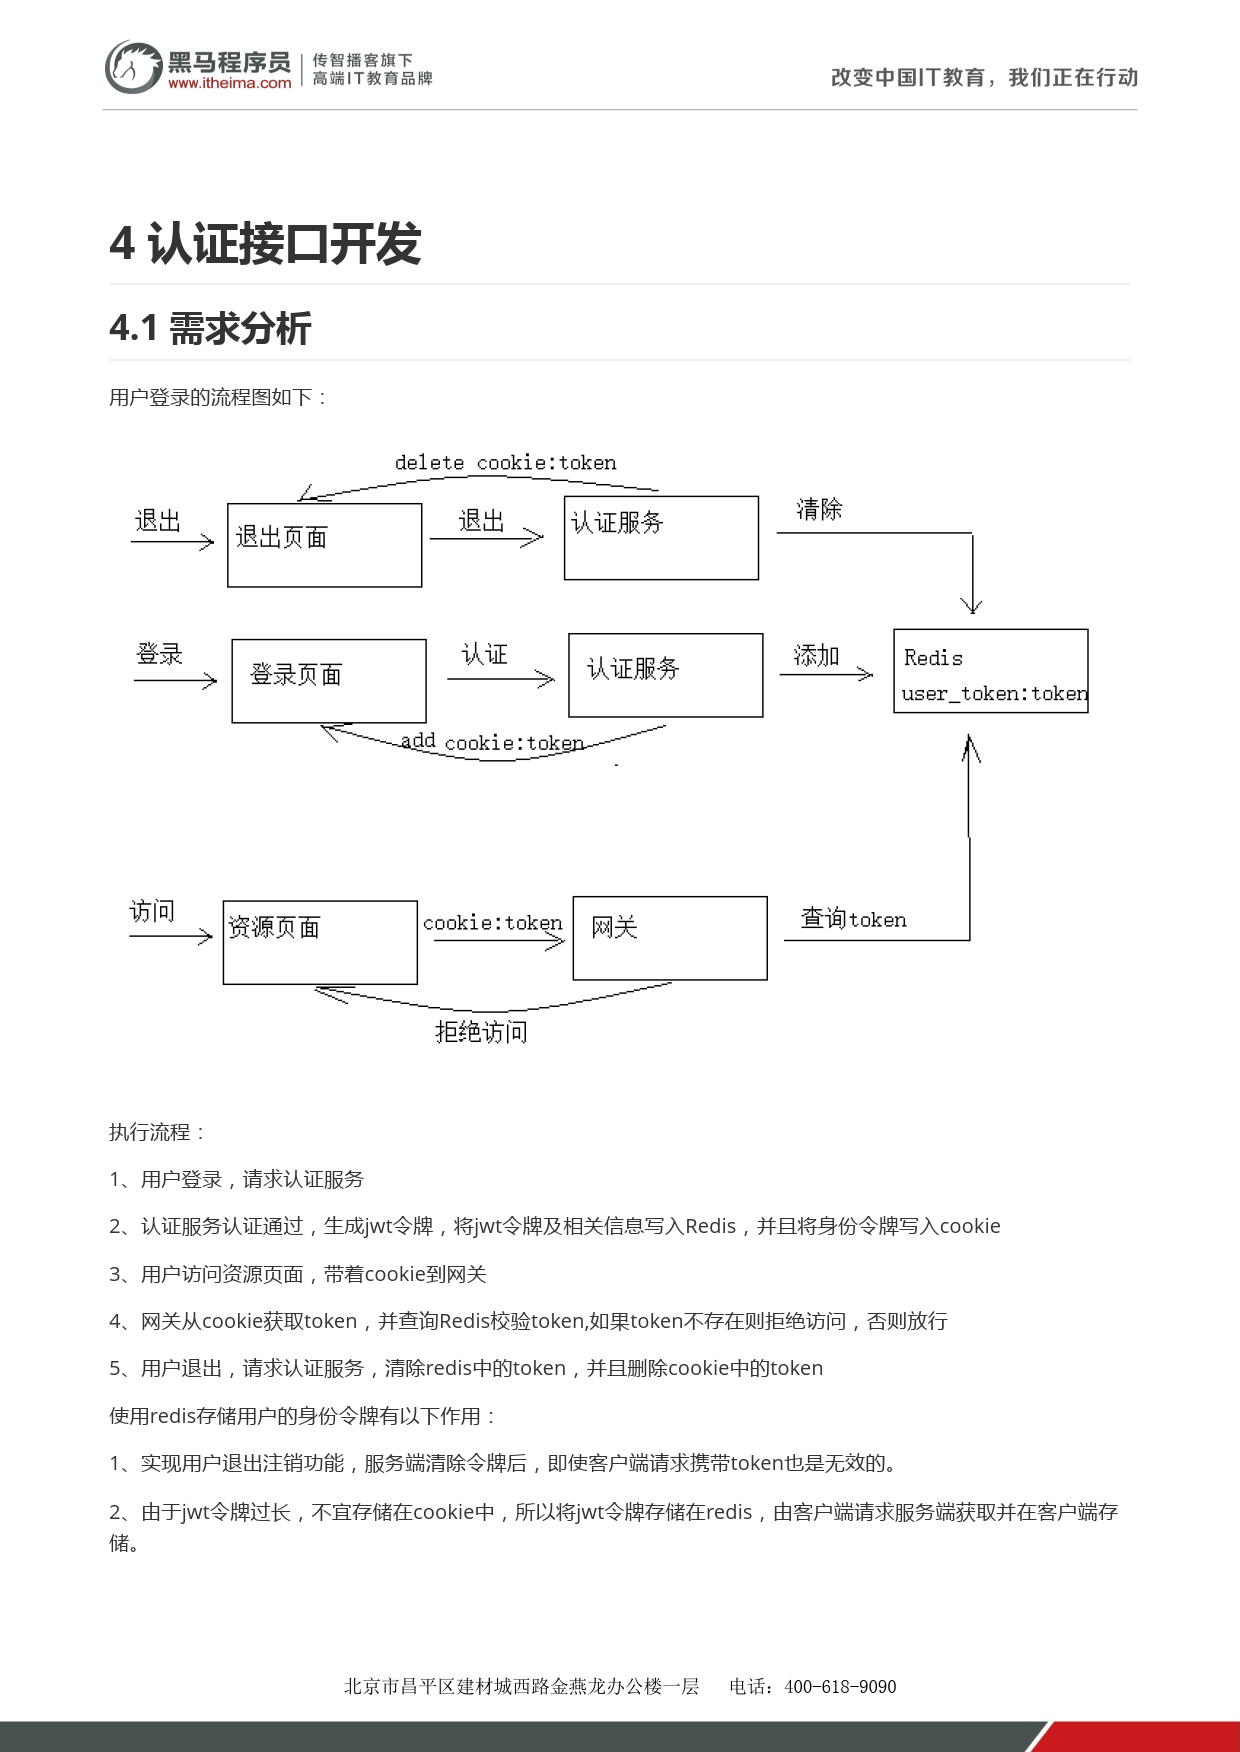 黑马程序员
www.itheima.com
传智播客旗下
高端IT教育品牌
改变中国IT教育，我们正在行动
4 认证接口开发
4.1 需求分析
用户登录的流程图如下：
delete cookie:token
退出
退出页面
退出
认证服务
清除
登录
登录页面
认证
认证服务
添加
Redis
user_token:token
add cookie:token
访问
资源页面
cookie:token
网关
查询token
拒绝访问
执行流程：
1、用户登录，请求认证服务
2、认证服务认证通过，生成jwt令牌，将jwt令牌及相关信息写入Redis，并且将身份令牌写入cookie
3、用户访问资源页面，带着cookie到网关
4、网关从cookie获取token，并查询Redis校验token,如果token不存在则拒绝访问，否则放行
5、用户退出，请求认证服务，清除redis中的token，并且删除cookie中的token
使用redis存储用户的身份令牌有以下作用：
1、实现用户退出注销功能，服务端清除令牌后，即使客户端请求携带token也是无效的。
2、由于jwt令牌过长，不宜存储在cookie中，所以将jwt令牌存储在redis，由客户端请求服务端获取并在客户端存
储。
北京市昌平区建材城西路金燕龙办公楼一层 电话：400-618-9090